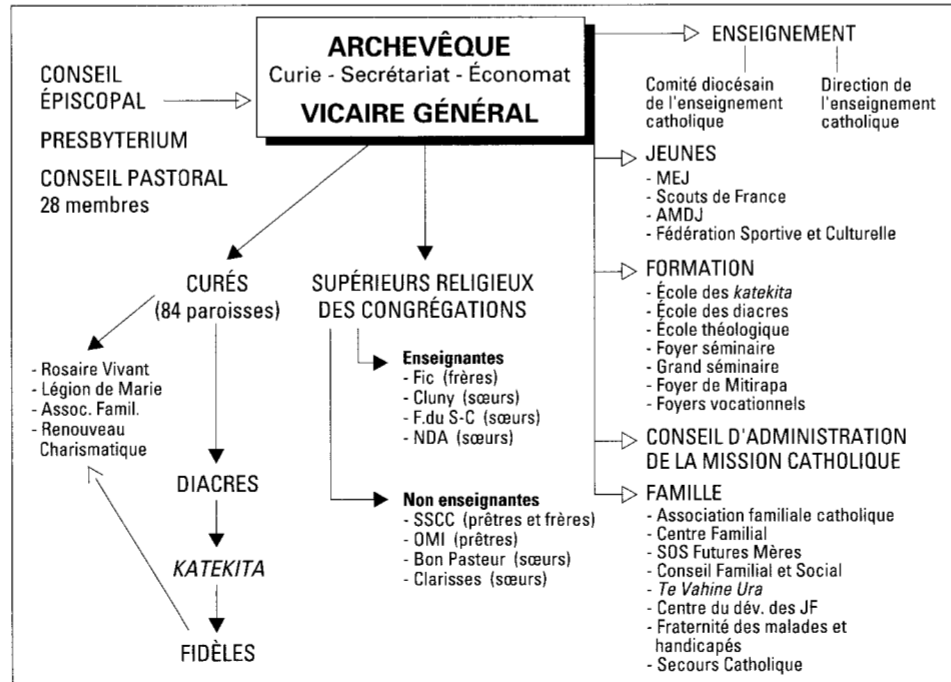 ARCHEVÊQUE
Curie - Secrétariat - Économat
VICAIRE GÉNÉRAL
CONSEIL
ÉPISCOPAL
PRESBYTERIUM
CONSEIL PASTORAL
28 membres
CURÉS
(84 paroisses)
- Rosaire Vivant
- Légion de Marie
- Assoc. Famil.
- Renouveau
Charismatique
DIACRES
KATEKITA
FIDÈLES
SUPÉRIEURS RELIGIEUX
DES CONGRÉGATIONS
Enseignantes
- Fic (frères)
- Cluny (sœurs)
- F.du S-C (sœurs)
- NDA (sœurs)
Non enseignantes
- SSCC (prêtres et frères)
- OMI (prêtres)
- Bon Pasteur (sœurs)
- Clarisses (sœurs)
ENSEIGNEMENT
Comité diocésain
de l'enseignement
catholique
Direction de
l'enseignement
catholique
JEUNES
- MEJ
- Scouts de France
- AMDJ
- Fédération Sportive et Culturelle
FORMATION
- École des katekita
- École des diacres
- École théologique
- Foyer séminaire
- Grand séminaire
- Foyer de Mitirapa
- Foyers vocationnels
CONSEIL D'ADMINISTRATION
DE LA MISSION CATHOLIQUE
FAMILLE
- Association familiale catholique
- Centre Familial
- SOS Futures Mères
- Conseil Familial et Social
- Te Vahine Ura
- Centre du dév. des JF
- Fraternité des malades et
handicapés
- Secours Catholique